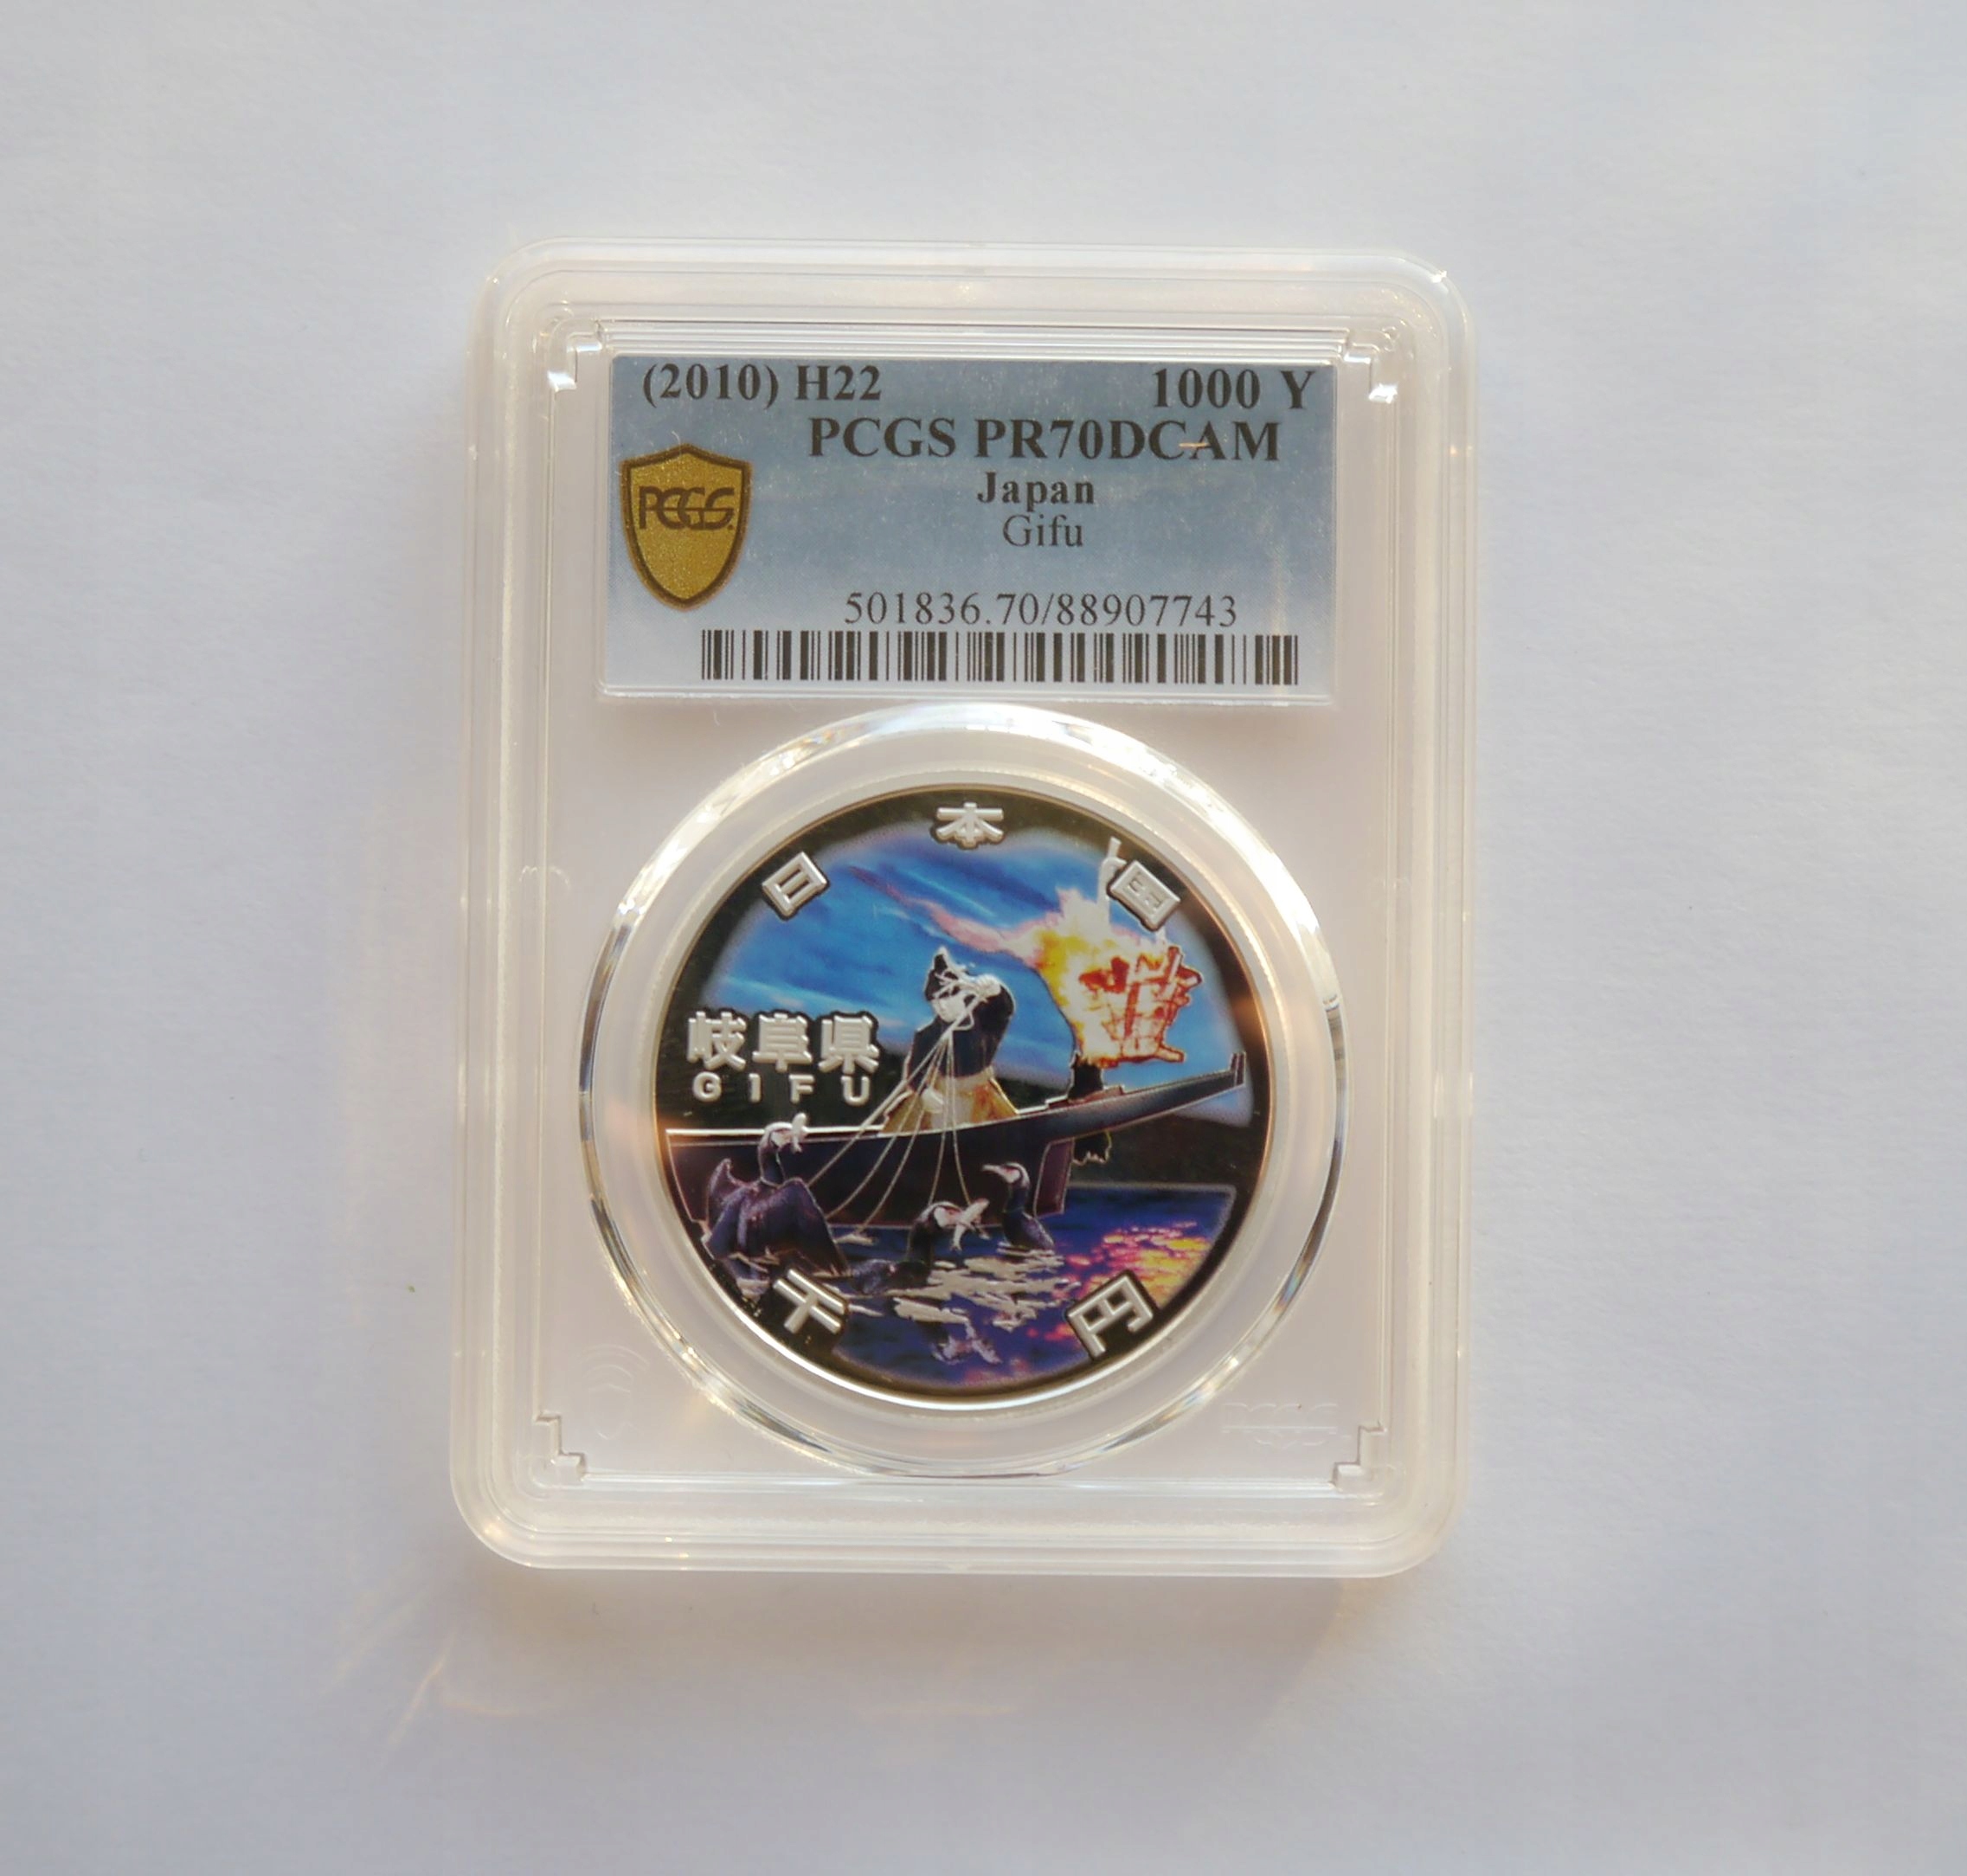 (2010) H22 1000 Y
PCGS PR70DCAM
PCGS
Japan
Gifu
501836.70/88907743
日本国
岐阜県
GIFU
千円
PCGS